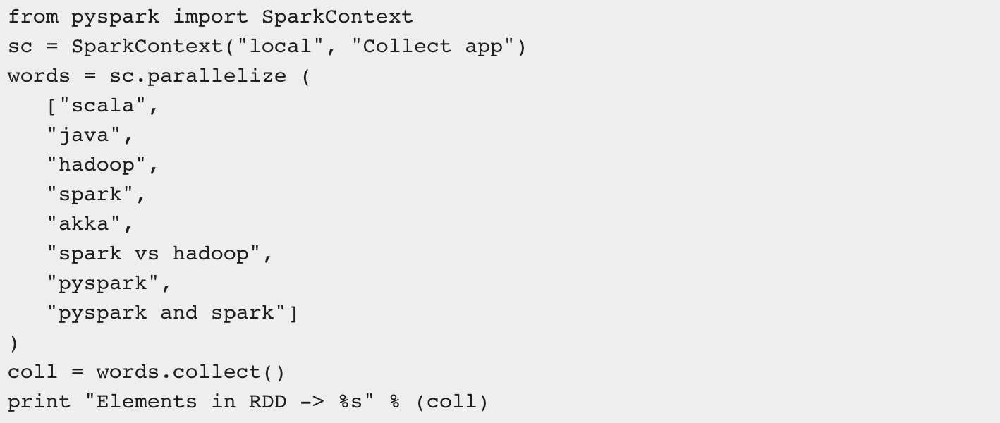 from pyspark import SparkContext
sc = SparkContext("local", "Collect app")
words = sc.parallelize (
   ["scala",
   "java",
   "hadoop",
   "spark",
   "akka",
   "spark vs hadoop",
   "pyspark",
   "pyspark and spark"]
)
coll = words.collect()
print "Elements in RDD -> %s" % (coll)